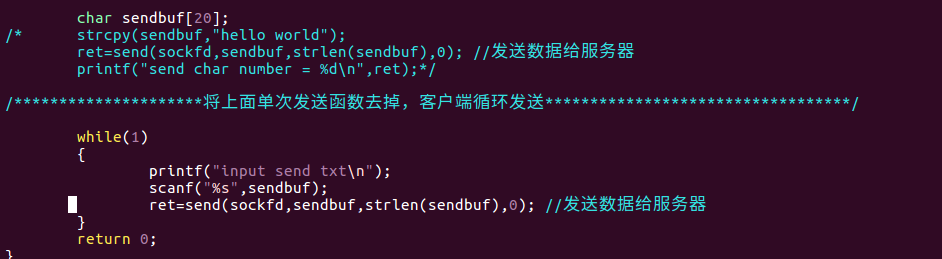 char sendbuf[20];
/*      strcpy(sendbuf,"hello world");
        ret=send(sockfd,sendbuf,strlen(sendbuf),0); //发送数据给服务器
        printf("send char number = %d\n",ret);*/
/*********************将上面单次发送函数去掉，客户端循环发送**********************************/
        while(1)
        {
                printf("input send txt\n");
                scanf("%s",sendbuf);
                ret=send(sockfd,sendbuf,strlen(sendbuf),0); //发送数据给服务器
        }
        return 0;
}